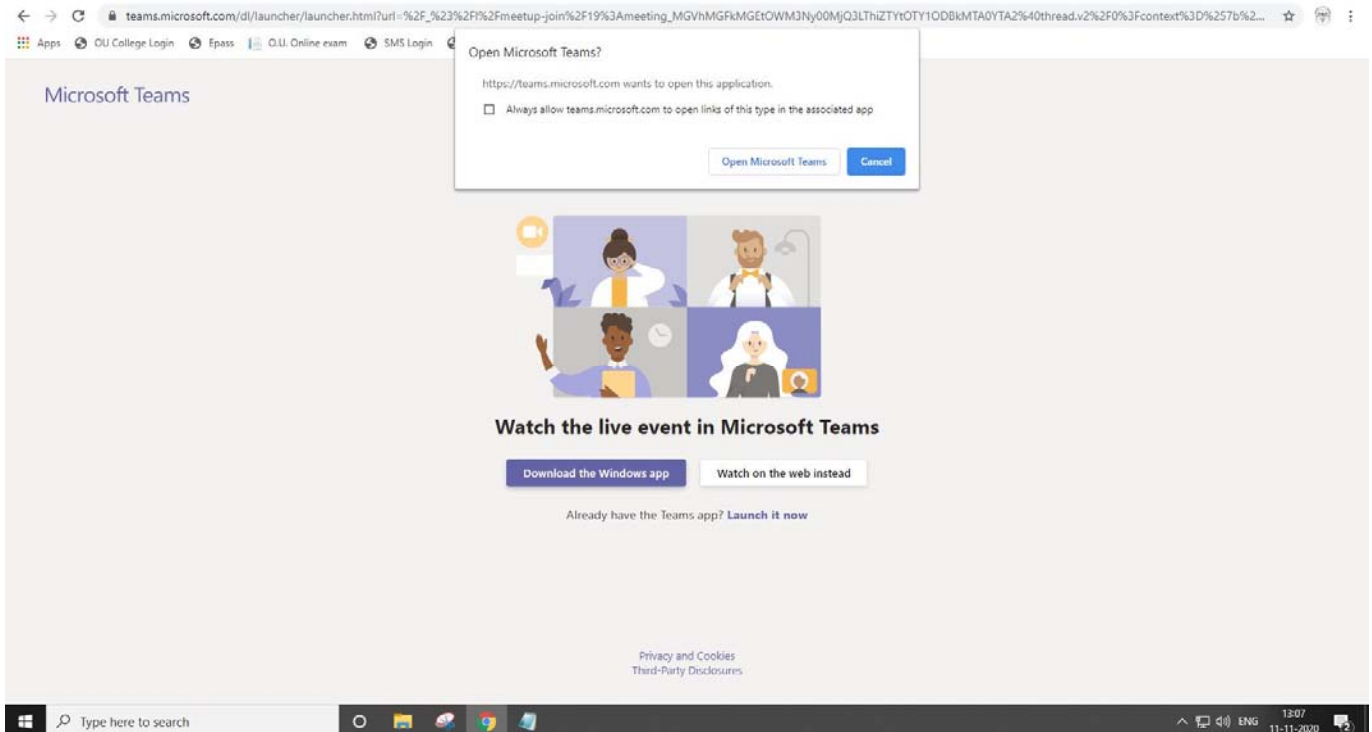 teams.microsoft.com/dl/launcher/launcher.html?url=%2F_%23%2Fl%2Fmeetup-join%2F19%3Ameeting_MGVhMGFkMGEtOWM3Ny00MjQ3LThiZTYtOTY1ODBkMTA0YTA2%40thread.v2%2F0%3Fcontext%3D%257b%2...
Apps OU College Login Epass O.U. Online exam SMS Login
Open Microsoft Teams?
https://teams.microsoft.com wants to open this application.
Always allow teams.microsoft.com to open links of this type in the associated app
Open Microsoft Teams Cancel
Microsoft Teams
Watch the live event in Microsoft Teams
Download the Windows app Watch on the web instead
Already have the Teams app? Launch it now
Privacy and Cookies
Third-Party Disclosures
Type here to search
ENG 13:07
11-11-2020
2